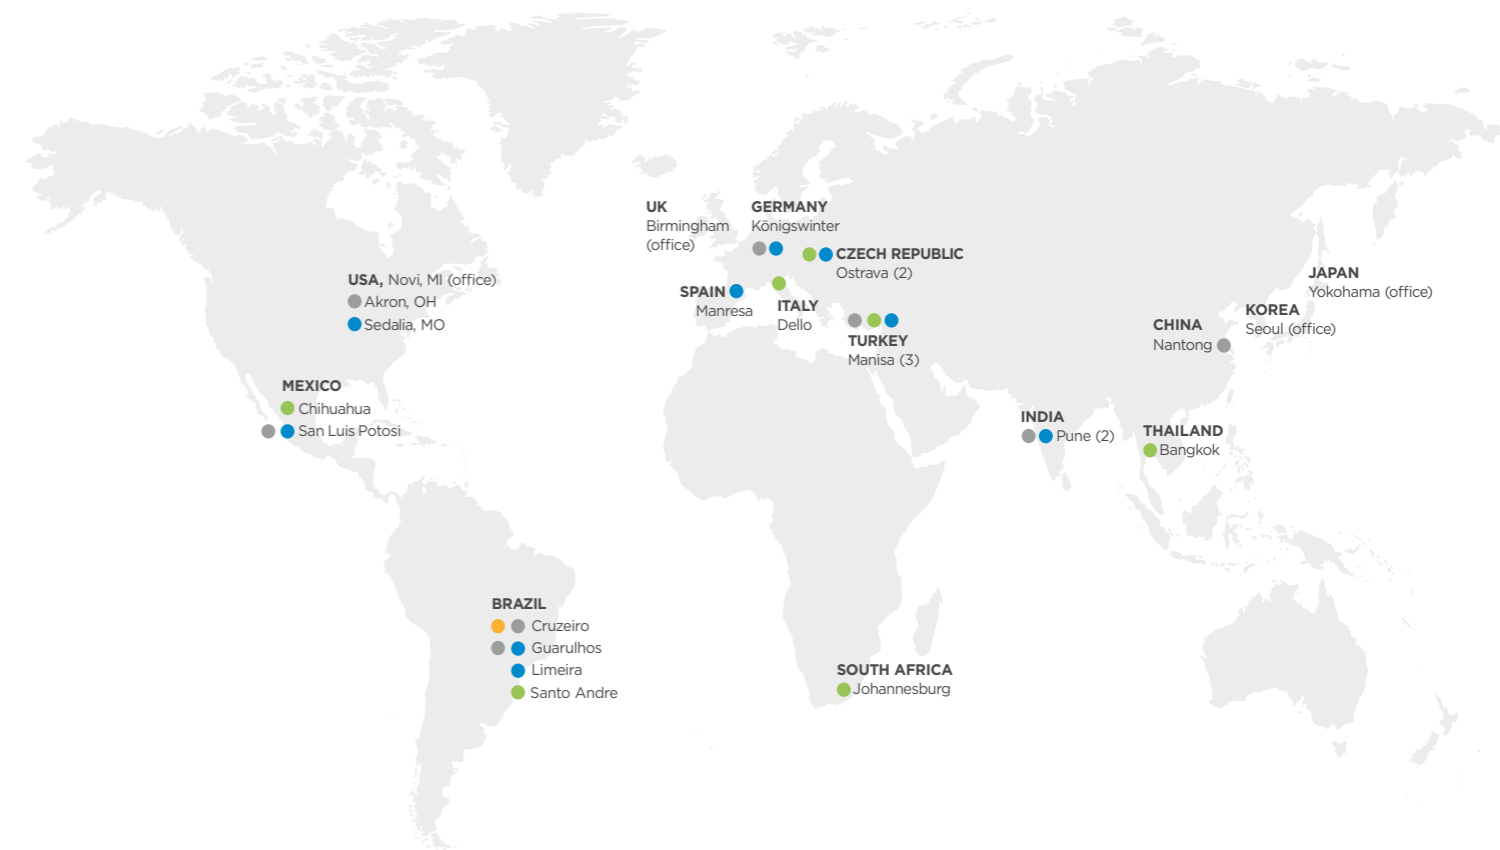 UK
Birmingham
(office)
GERMANY
Königswinter
CZECH REPUBLIC
Ostrava (2)
USA, Novi, MI (office)
Akron, OH
Sedalia, MO
SPAIN
Manresa
ITALY
Dello
TURKEY
Manisa (3)
JAPAN
Yokohama (office)
KOREA
Seoul (office)
CHINA
Nantong
MEXICO
Chihuahua
San Luis Potosi
INDIA
Pune (2)
THAILAND
Bangkok
BRAZIL
Cruzeiro
Guarulhos
Limeira
Santo Andre
SOUTH AFRICA
Johannesburg